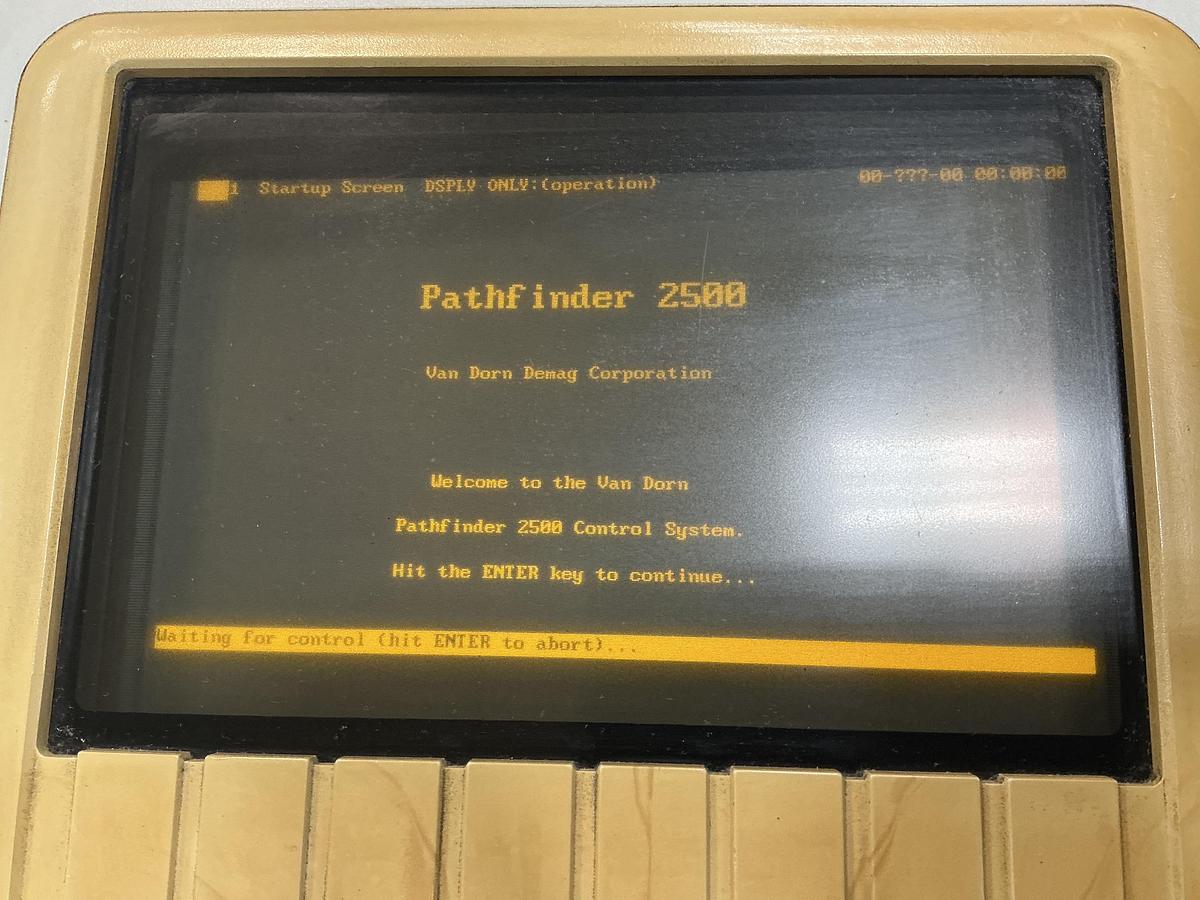 1 Startup Screen DSPLY ONLY:(operation) 00-???-00 00:00:00
Pathfinder 2500
Van Dorn Demag Corporation
Welcome to the Van Dorn
Pathfinder 2500 Control System.
Hit the ENTER key to continue...
Waiting for control (hit ENTER to abort)...